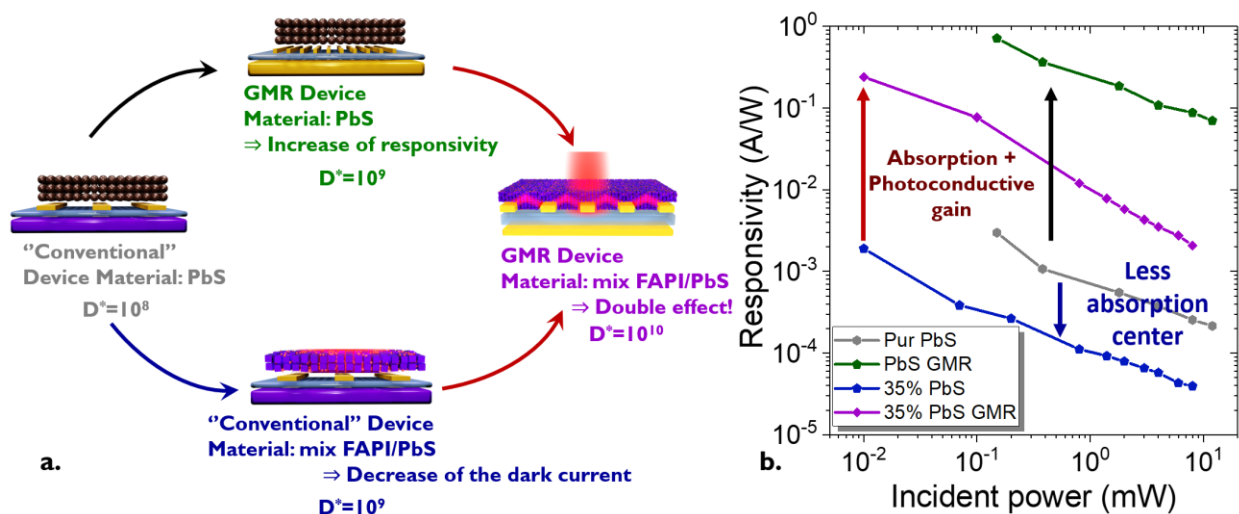 a.
GMR Device
Material: PbS
⇒ Increase of responsivity
D*=10⁹
‘’Conventional’’
Device Material: PbS
D*=10⁸
GMR Device
Material: mix FAPI/PbS
⇒ Double effect!
D*=10¹⁰
‘’Conventional’’ Device
Material: mix FAPI/PbS
⇒ Decrease of the dark current
D*=10⁹
b.
Responsivity (A/W)
10⁰
10⁻¹
10⁻²
10⁻³
10⁻⁴
10⁻⁵
Absorption +
Photoconductive
gain
Less
absorption
center
Pur PbS
PbS GMR
35% PbS
35% PbS GMR
10⁻² 10⁻¹ 10⁰ 10¹
Incident power (mW)